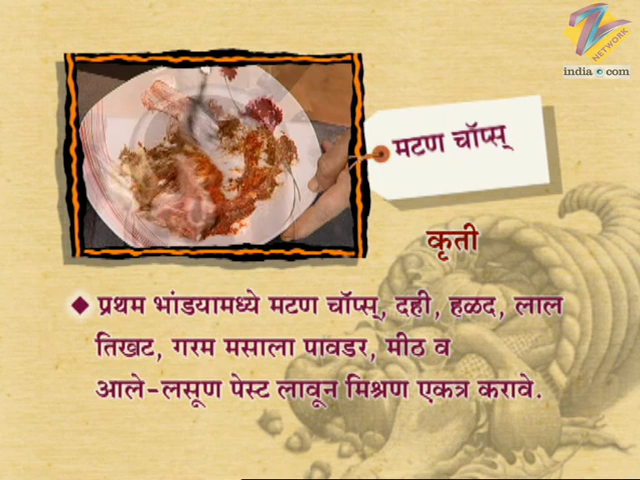 NETWORK
india.com
मटण चॉप्स्
कृती
प्रथम भांडयामध्ये मटण चॉप्स्, दही, हळद, लाल
तिखट, गरम मसाला पावडर, मीठ व
आले-लसूण पेस्ट लावून मिश्रण एकत्र करावे.